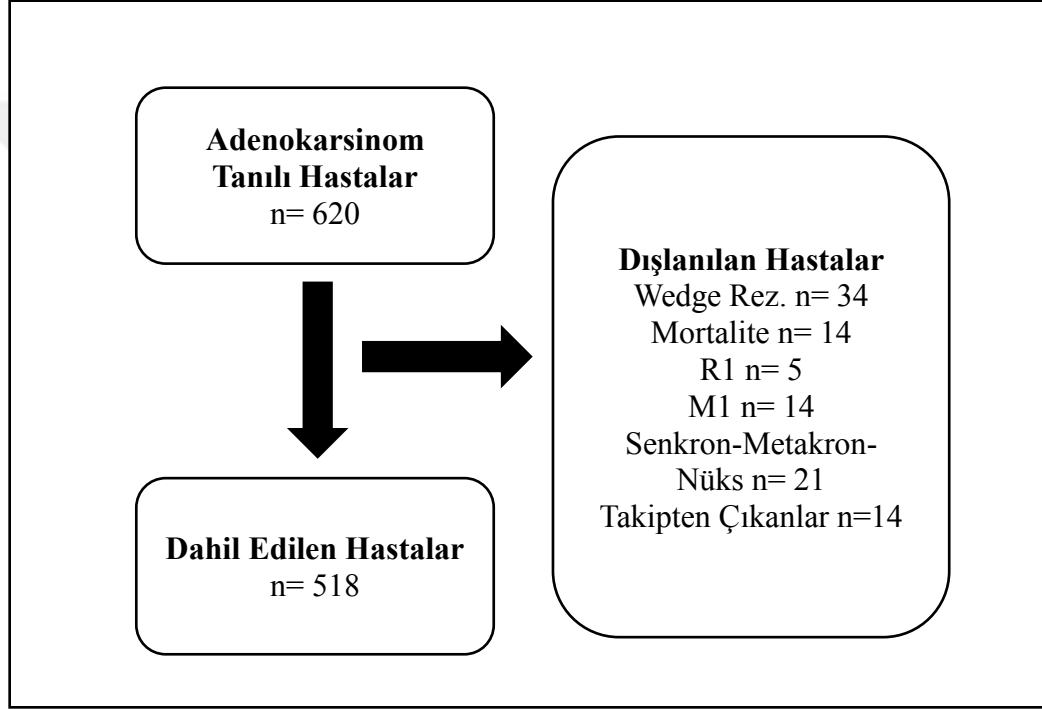 Adenokarsinom
Tanılı Hastalar
n= 620
Dışlanılan Hastalar
Wedge Rez. n= 34
Mortalite n= 14
R1 n= 5
M1 n= 14
Senkron-Metakron-
Nüks n= 21
Takipten Çıkanlar n=14
Dahil Edilen Hastalar
n= 518